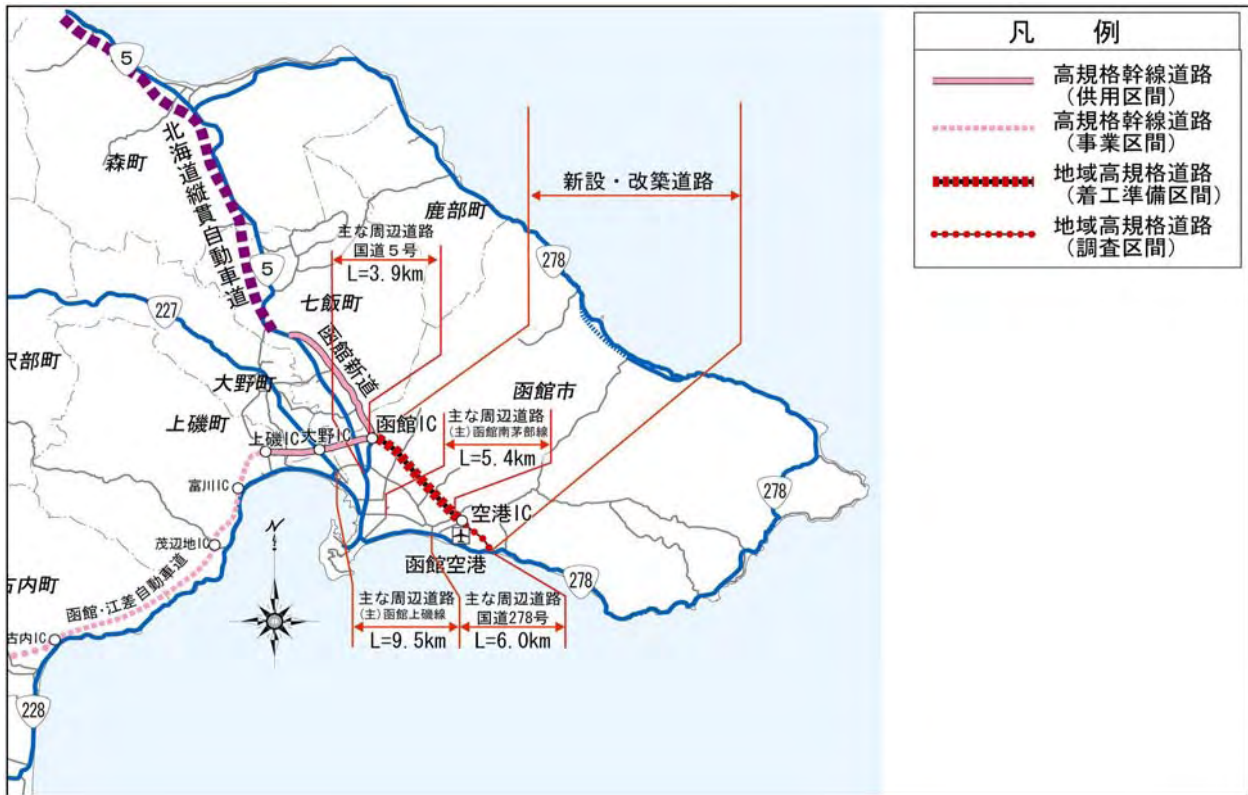 凡　例
高規格幹線道路
（供用区間）
高規格幹線道路
（事業区間）
地域高規格道路
（着工準備区間）
地域高規格道路
（調査区間）
5
北海道縦貫自動車道
森町
鹿部町
新設・改築道路
主な周辺道路
国道５号
L=3.9km
278
5
七飯町
227
函館新道
大野町
函館市
上磯町
函館IC
上磯IC
大野IC
主な周辺道路
(主)函館南茅部線
L=5.4km
富川IC
空港IC
278
茂辺地IC
N
函館空港
278
函館・江差自動車道
主な周辺道路
(主)函館上磯線
L=9.5km
主な周辺道路
国道278号
L=6.0km
古内町
古内IC
228
部町